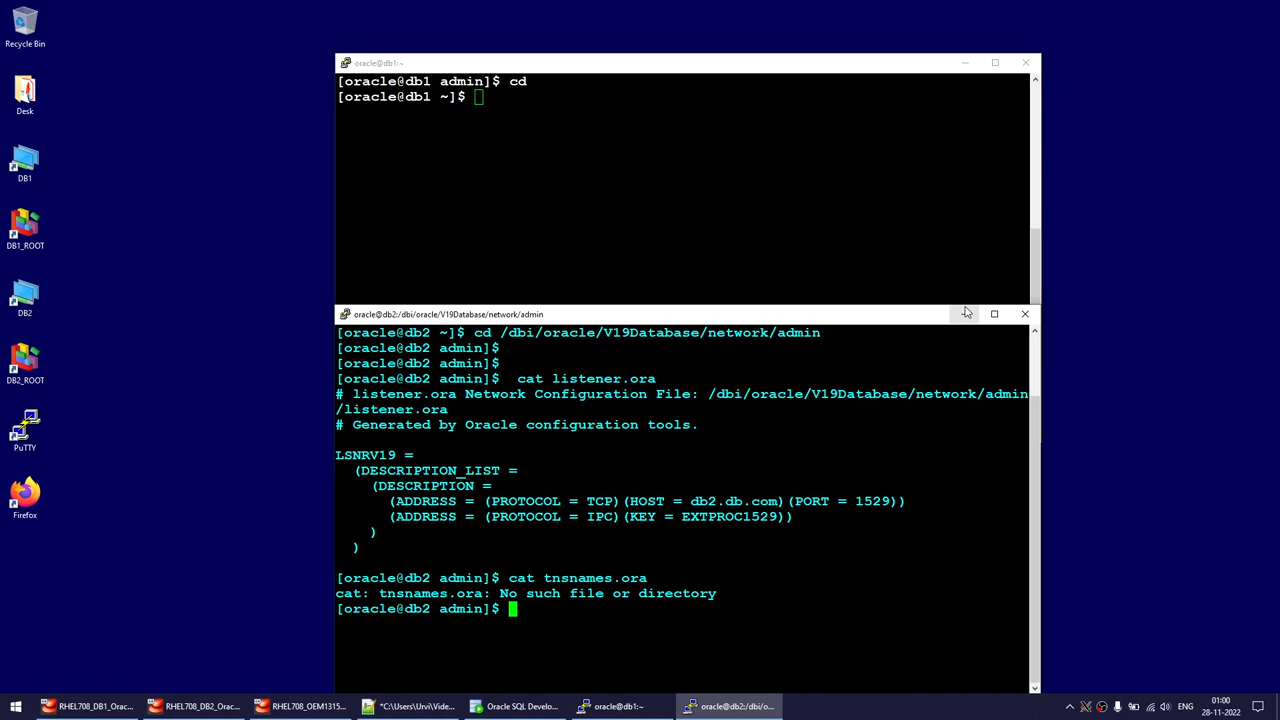 Recycle Bin
Desk
DB1
DB1_ROOT
DB2
DB2_ROOT
PuTTY
Firefox
oracle@db1:~
[oracle@db1 admin]$ cd
[oracle@db1 ~]$
oracle@db2:/dbi/oracle/V19Database/network/admin
[oracle@db2 ~]$ cd /dbi/oracle/V19Database/network/admin
[oracle@db2 admin]$
[oracle@db2 admin]$
[oracle@db2 admin]$  cat listener.ora
# listener.ora Network Configuration File: /dbi/oracle/V19Database/network/admin
/listener.ora
# Generated by Oracle configuration tools.
LSNRV19 =
  (DESCRIPTION_LIST =
    (DESCRIPTION =
      (ADDRESS = (PROTOCOL = TCP)(HOST = db2.db.com)(PORT = 1529))
      (ADDRESS = (PROTOCOL = IPC)(KEY = EXTPROC1529))
    )
  )
[oracle@db2 admin]$ cat tnsnames.ora
cat: tnsnames.ora: No such file or directory
[oracle@db2 admin]$
RHEL708_DB1_Orac...
RHEL708_DB2_Orac...
RHEL708_OEM1315...
*C:\Users\Urvi\Vide...
Oracle SQL Develo...
oracle@db1:~
oracle@db2:/dbi/o...
ENG
01:00
28-11-2022